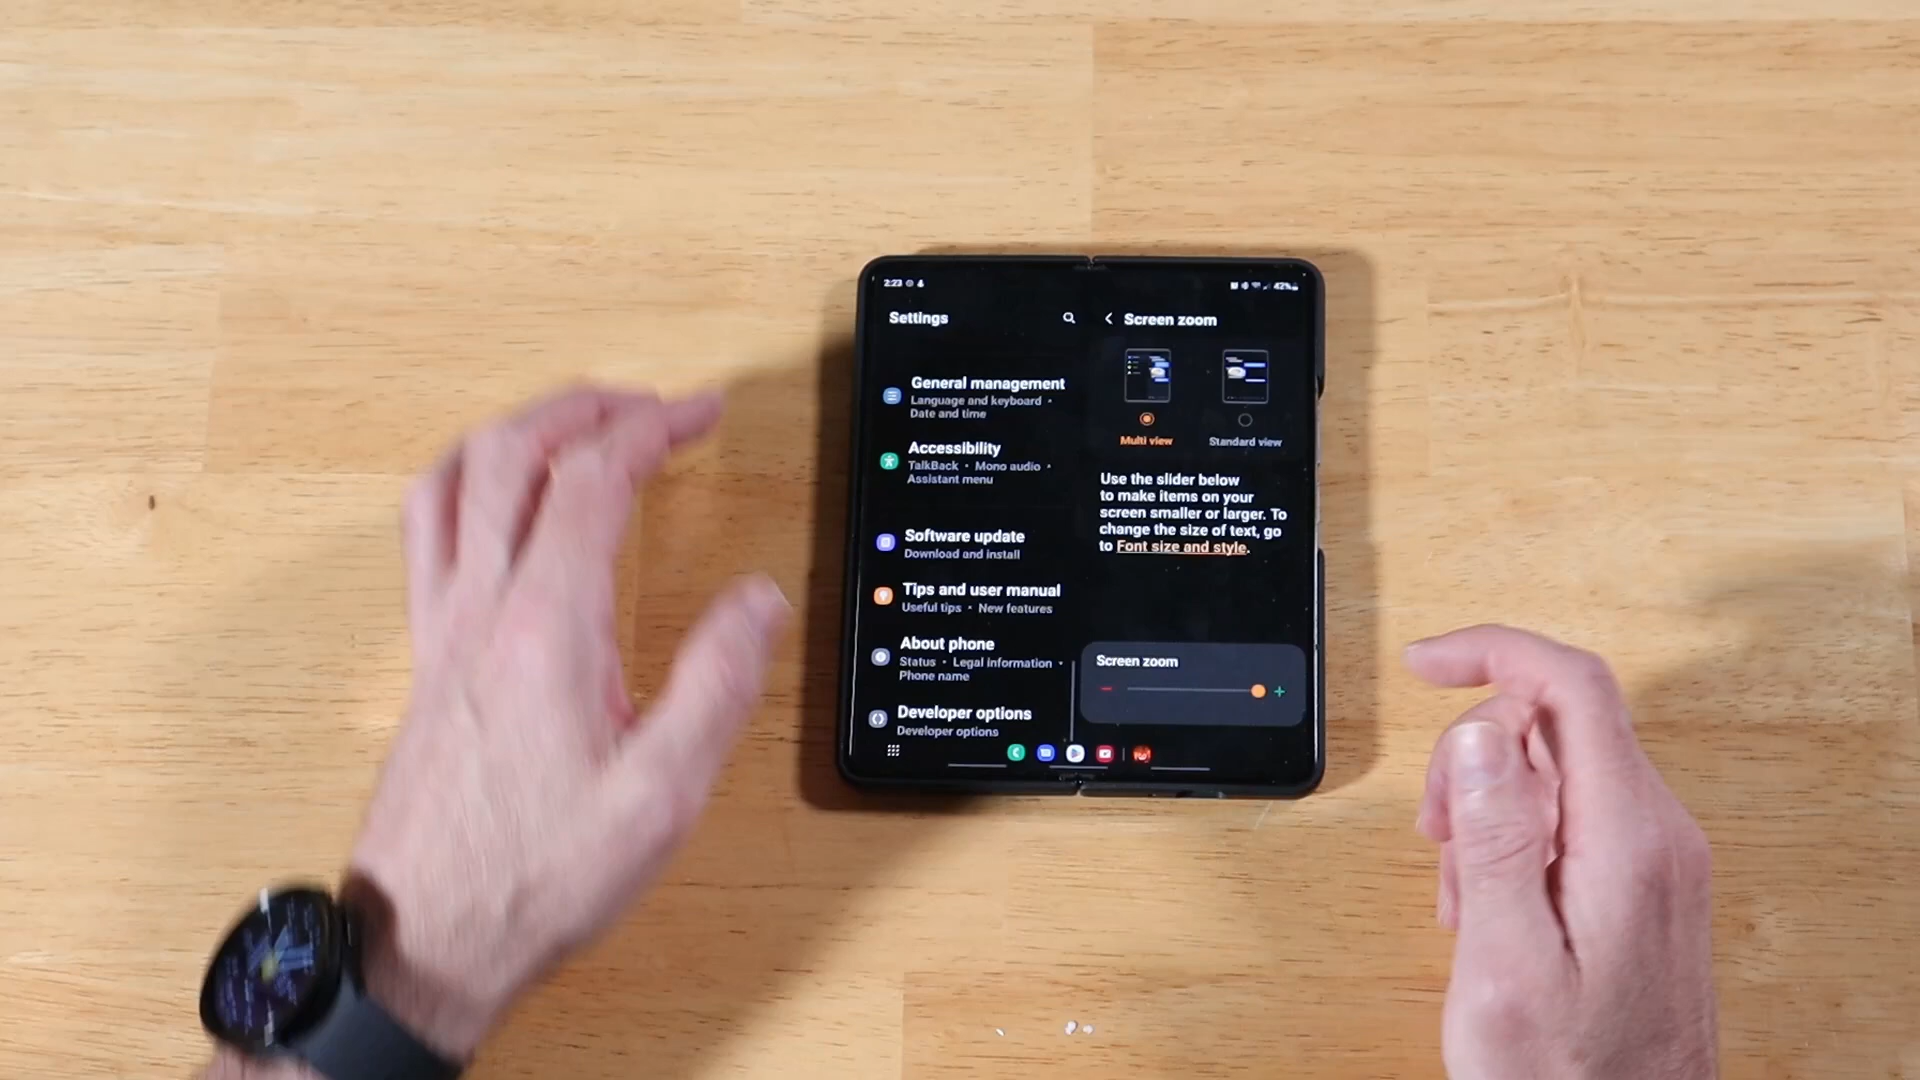 2:23
42%
Settings
General management
Language and keyboard •
Date and time
Accessibility
TalkBack • Mono audio •
Assistant menu
Software update
Download and install
Tips and user manual
Useful tips • New features
About phone
Status • Legal information •
Phone name
Developer options
Developer options
Screen zoom
Multi view
Standard view
Use the slider below
to make items on your
screen smaller or larger. To
change the size of text, go
to Font size and style.
Screen zoom